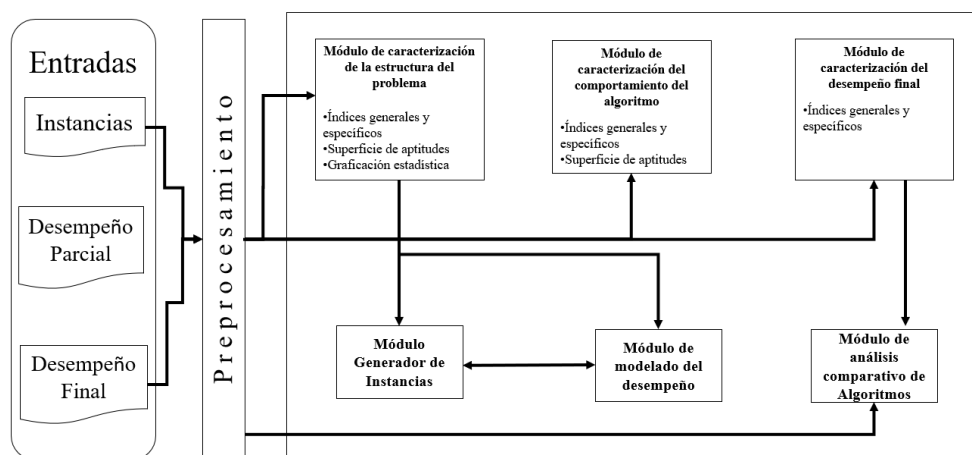 Entradas
Instancias
Desempeño
Parcial
Desempeño
Final
Preprocesamiento
Módulo de caracterización
de la estructura del
problema
•Índices generales y
específicos
•Superficie de aptitudes
•Graficación estadística
Módulo de
caracterización del
comportamiento del
algoritmo
•Índices generales y
específicos
•Superficie de aptitudes
Módulo de
caracterización del
desempeño final
•Índices generales y
específicos
Módulo
Generador de
Instancias
Módulo de
modelado del
desempeño
Módulo de
análisis
comparativo de
Algoritmos